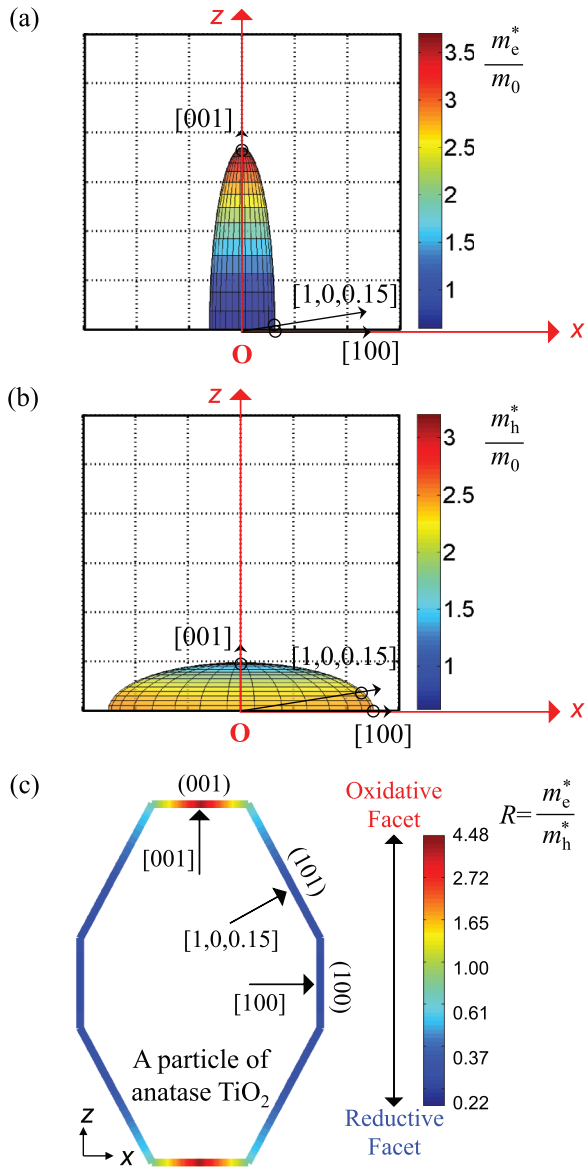 (a)
z
m*e
m0
[001]
3.5
3
2.5
2
1.5
1
[1,0,0.15]
[100]
O
x
(b)
z
m*h
m0
[001]
[1,0,0.15]
3
2.5
2
1.5
1
[100]
O
x
(c)
(001)
[001]
(101)
[1,0,0.15]
[100]
(100)
A particle of
anatase TiO2
z
x
Oxidative
Facet
R= m*e
m*h
4.48
2.72
1.65
1.00
0.61
0.37
0.22
Reductive
Facet